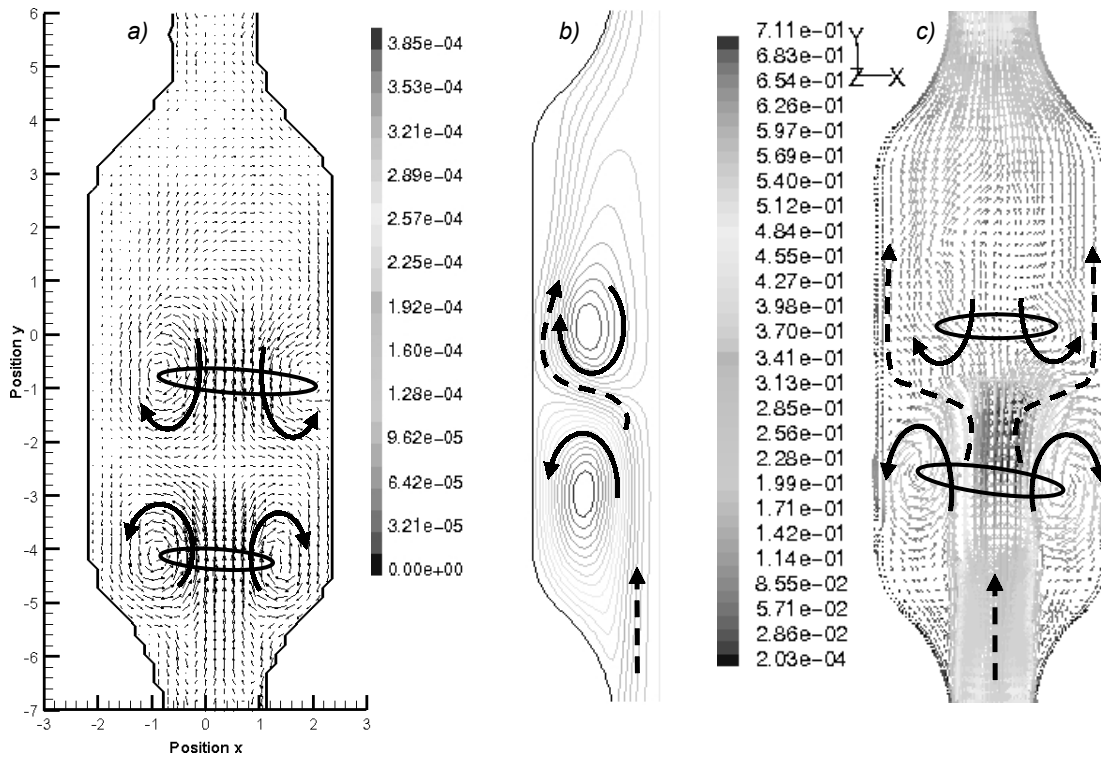 a)
b)
c)
6
5
4
3
2
1
0
-1
-2
-3
-4
-5
-6
-7
Position y
-3
-2
-1
0
1
2
3
Position x
3.85e-04
3.53e-04
3.21e-04
2.89e-04
2.57e-04
2.25e-04
1.92e-04
1.60e-04
1.28e-04
9.62e-05
6.42e-05
3.21e-05
0.00e+00
7.11e-01
6.83e-01
6.54e-01
6.26e-01
5.97e-01
5.69e-01
5.40e-01
5.12e-01
4.84e-01
4.55e-01
4.27e-01
3.98e-01
3.70e-01
3.41e-01
3.13e-01
2.85e-01
2.56e-01
2.28e-01
1.99e-01
1.71e-01
1.42e-01
1.14e-01
8.55e-02
5.71e-02
2.86e-02
2.03e-04
Y
Z
X